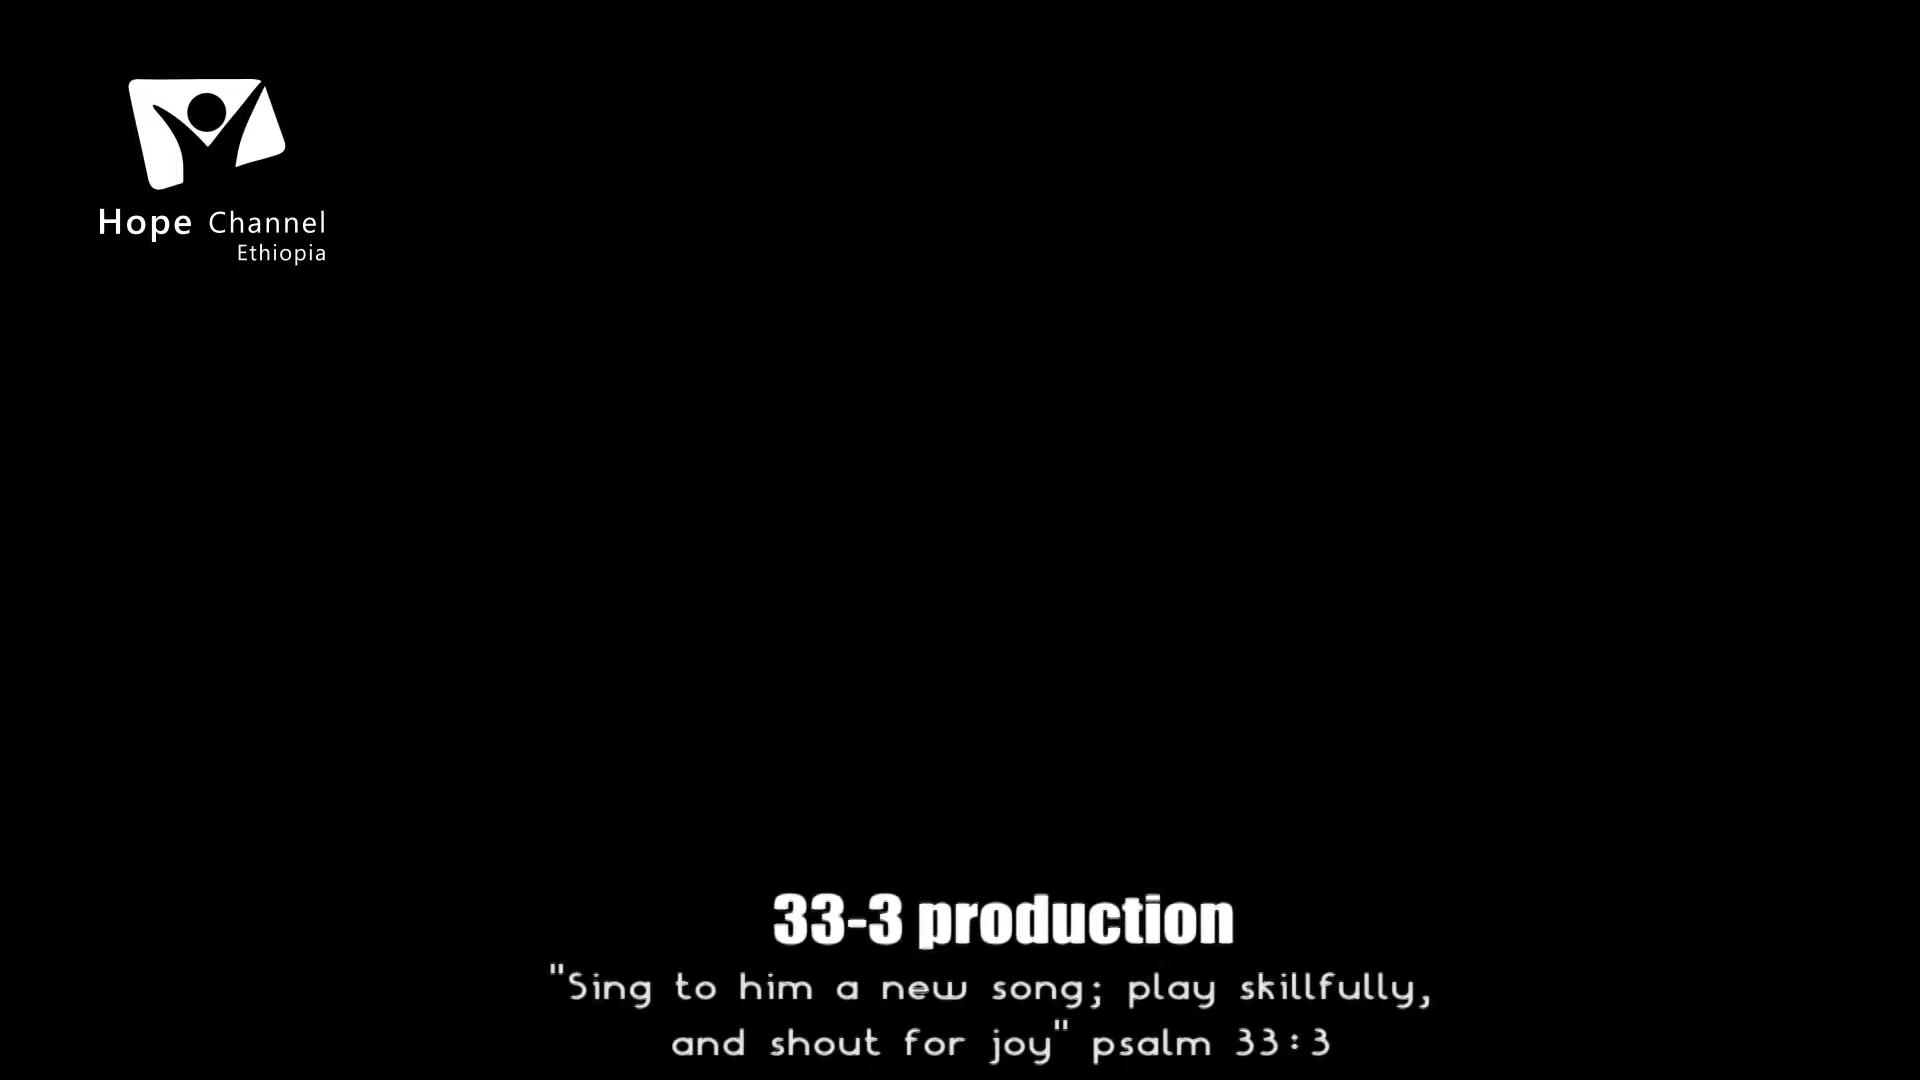 Hope Channel
Ethiopia
33-3 production
"Sing to him a new song; play skillfully,
and shout for joy" psalm 33:3